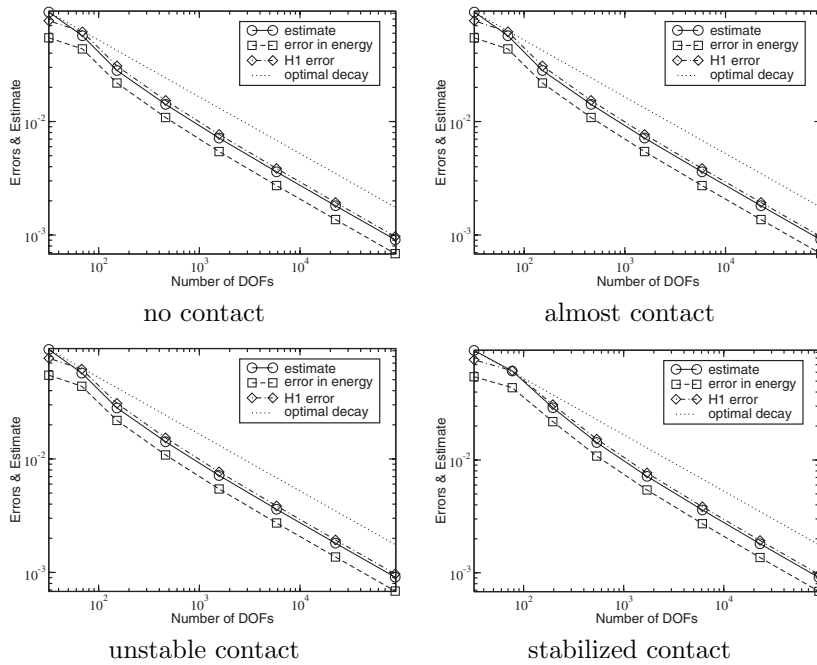 estimate
error in energy
H1 error
optimal decay
Errors & Estimate
10^-2
10^-3
10^2
10^3
10^4
Number of DOFs
no contact
estimate
error in energy
H1 error
optimal decay
Errors & Estimate
10^-2
10^-3
10^2
10^3
10^4
Number of DOFs
almost contact
estimate
error in energy
H1 error
optimal decay
Errors & Estimate
10^-2
10^-3
10^2
10^3
10^4
Number of DOFs
unstable contact
estimate
error in energy
H1 error
optimal decay
Errors & Estimate
10^-2
10^-3
10^2
10^3
10^4
Number of DOFs
stabilized contact